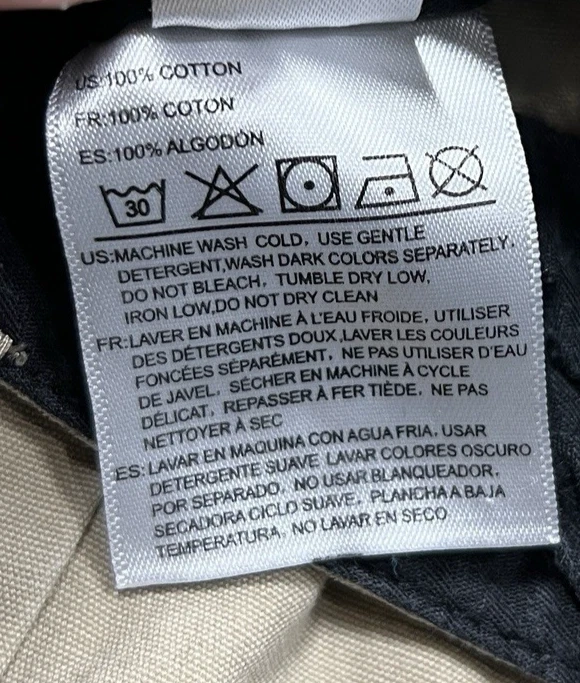 US:100% COTTON
FR:100% COTON
ES:100% ALGODÓN
30
US:MACHINE WASH COLD, USE GENTLE
DETERGENT,WASH DARK COLORS SEPARATELY.
DO NOT BLEACH, TUMBLE DRY LOW,
IRON LOW,DO NOT DRY CLEAN
FR:LAVER EN MACHINE À L'EAU FROIDE, UTILISER
DES DÉTERGENTS DOUX,LAVER LES COULEURS
FONCÉES SÉPARÉMENT, NE PAS UTILISER D'EAU
DE JAVEL, SÉCHER EN MACHINE À CYCLE
DÉLICAT, REPASSER À FER TIÈDE, NE PAS
NETTOYER À SEC
ES:LAVAR EN MAQUINA CON AGUA FRIA, USAR
DETERGENTE SUAVE LAVAR COLORES OSCURO
POR SEPARADO, NO USAR BLANQUEADOR,
SECADORA CICLO SUAVE, PLANCHA A BAJA
TEMPERATURA, NO LAVAR EN SECO